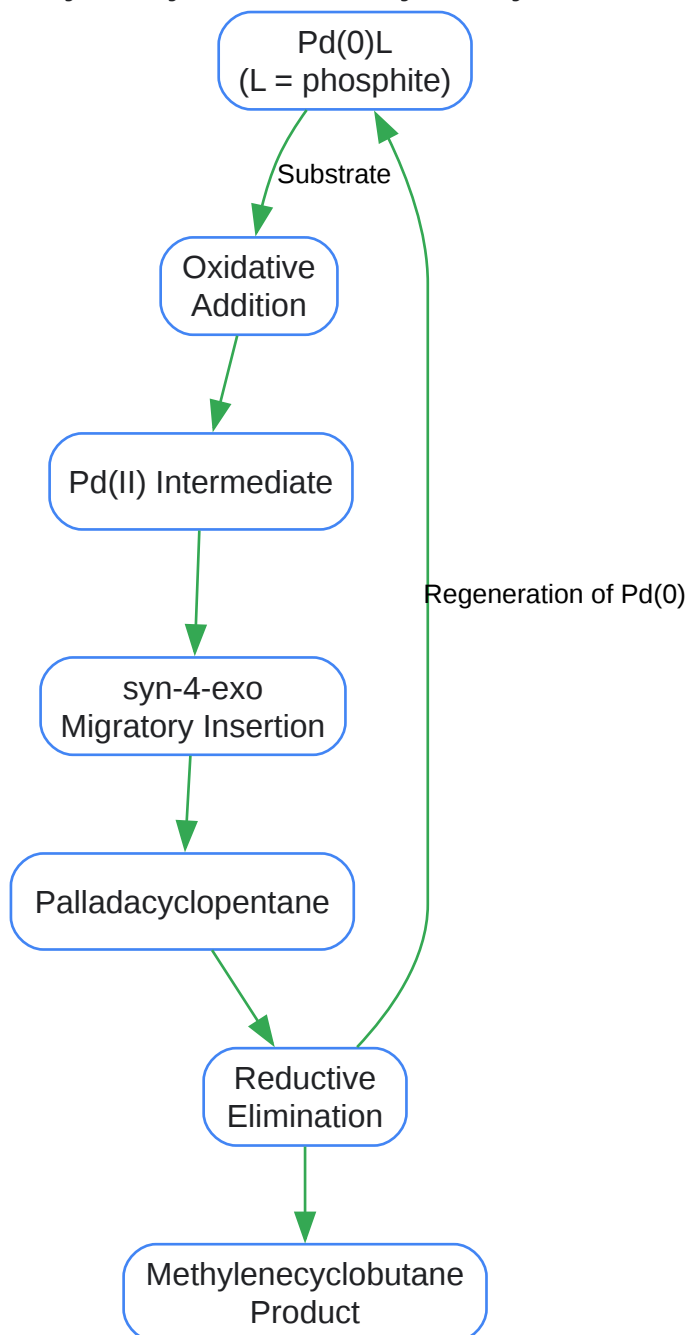 Pd(0)L
(L = phosphite)
Substrate
Oxidative
Addition
Pd(II) Intermediate
Regeneration of Pd(0)
syn-4-exo
Migratory Insertion
Palladacyclopentane
Reductive
Elimination
Methylenecyclobutane
Product